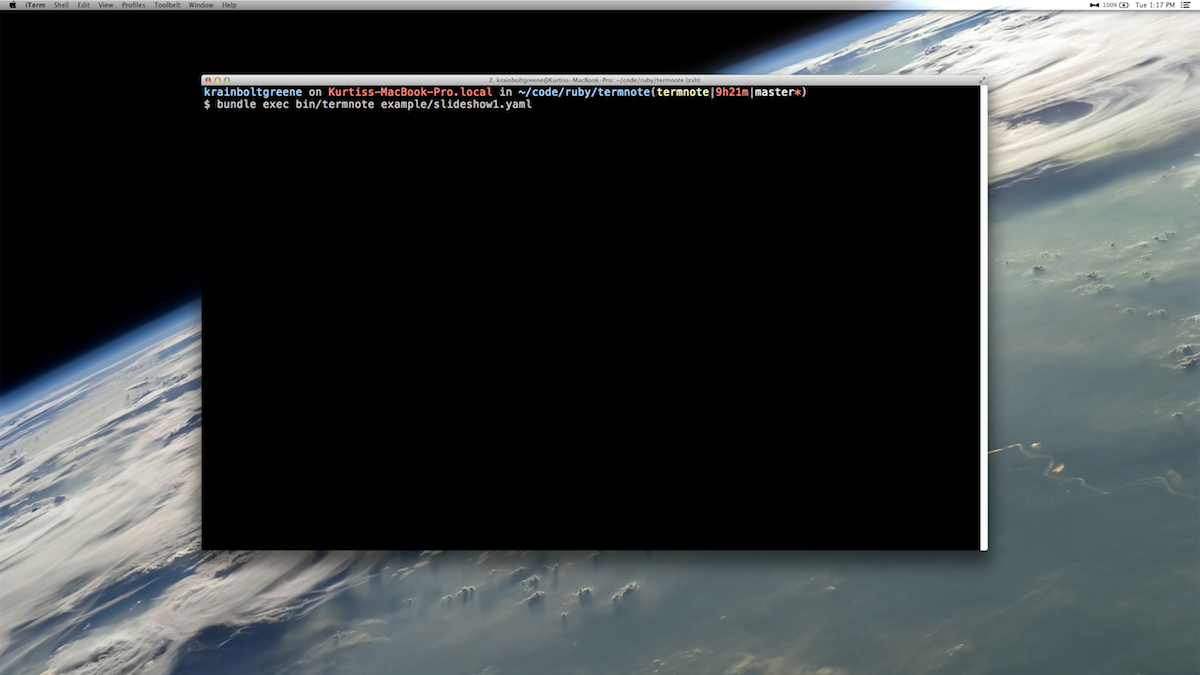 iTerm Shell Edit View Profiles Toolbelt Window Help 100% Tue 1:17 PM
2. krainboltgreene@Kurtiss-MacBook-Pro: ~/code/ruby/termnote (zsh)
krainboltgreene on Kurtiss-MacBook-Pro.local in ~/code/ruby/termnote(termnote|9h21m|master*)
$ bundle exec bin/termnote example/slideshow1.yaml